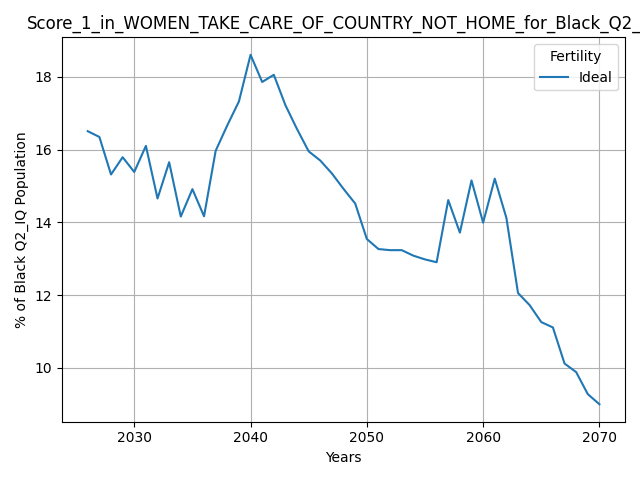 Score_1_in_WOMEN_TAKE_CARE_OF_COUNTRY_NOT_HOME_for_Black_Q2_
Fertility
Ideal
% of Black Q2_IQ Population
18
16
14
12
10
2030 2040 2050 2060 2070
Years